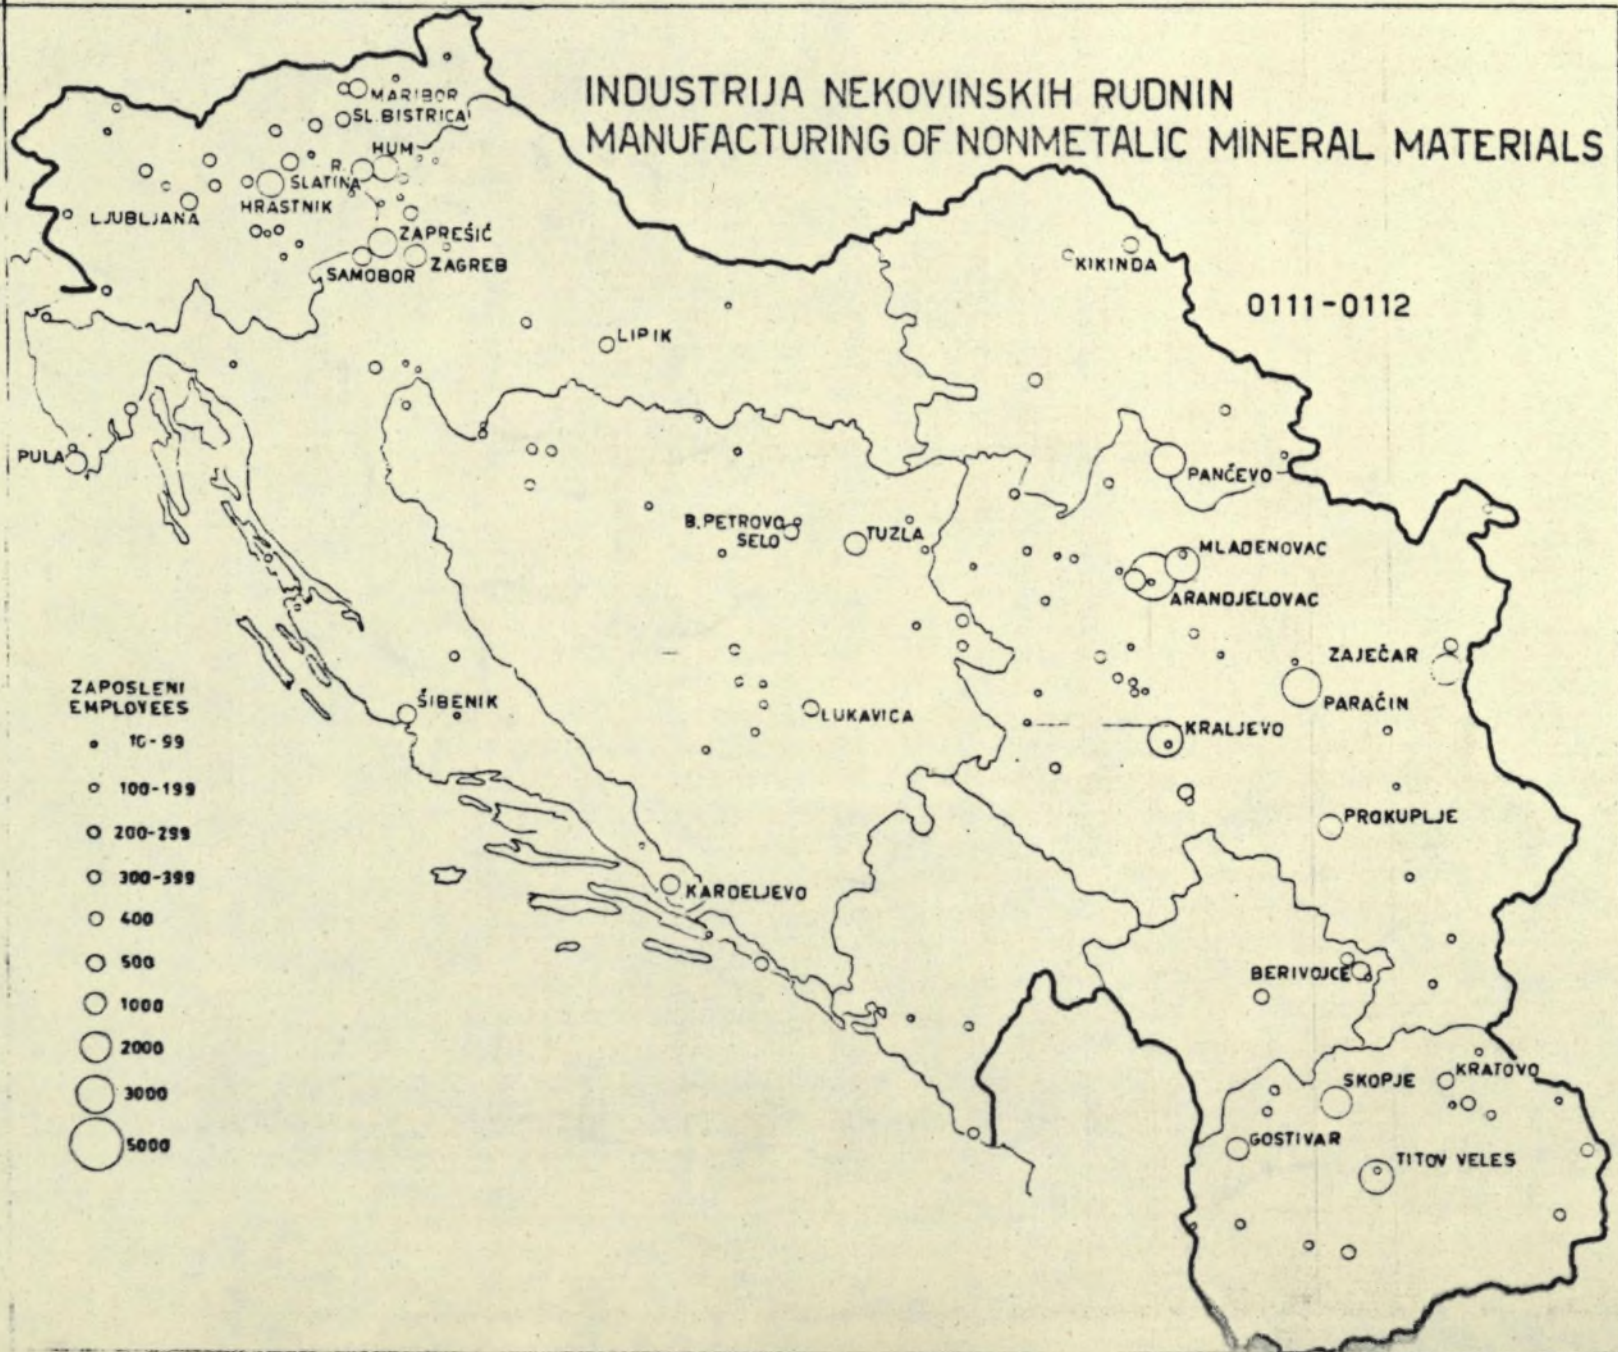 INDUSTRIJA NEKOVINSKIH RUDNIN
MANUFACTURING OF NONMETALIC MINERAL MATERIALS
0111-0112
MARIBOR
SL. BISTRICA
HUM
R.
SLATINA
HRASTNIK
LJUBLJANA
ZAPREŠIĆ
ZAGREB
SAMOBOR
KIKINDA
LIPIK
PULA
PANČEVO
B. PETROVO
SELO
TUZLA
MLADENOVAC
ARANDJELOVAC
ZAJEČAR
PARAĆIN
ŠIBENIK
LUKAVICA
KRALJEVO
PROKUPLJE
KARDELJEVO
BERIVOJCE
SKOPJE
KRATOVO
GOSTIVAR
TITOV VELES
ZAPOSLENI
EMPLOYEES
10-99
100-199
200-299
300-399
400
500
1000
2000
3000
5000